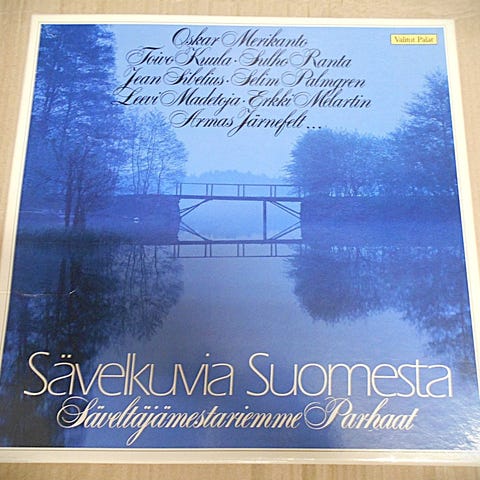 Oskar Merikanto
Toivo Kuula · Sulho Ranta
Jean Sibelius · Selim Palmgren
Leevi Madetoja · Erkki Melartin
Armas Järnefelt ...
Valitut Palat
Sävelkuvia Suomesta
Säveltäjämestariemme Parhaat